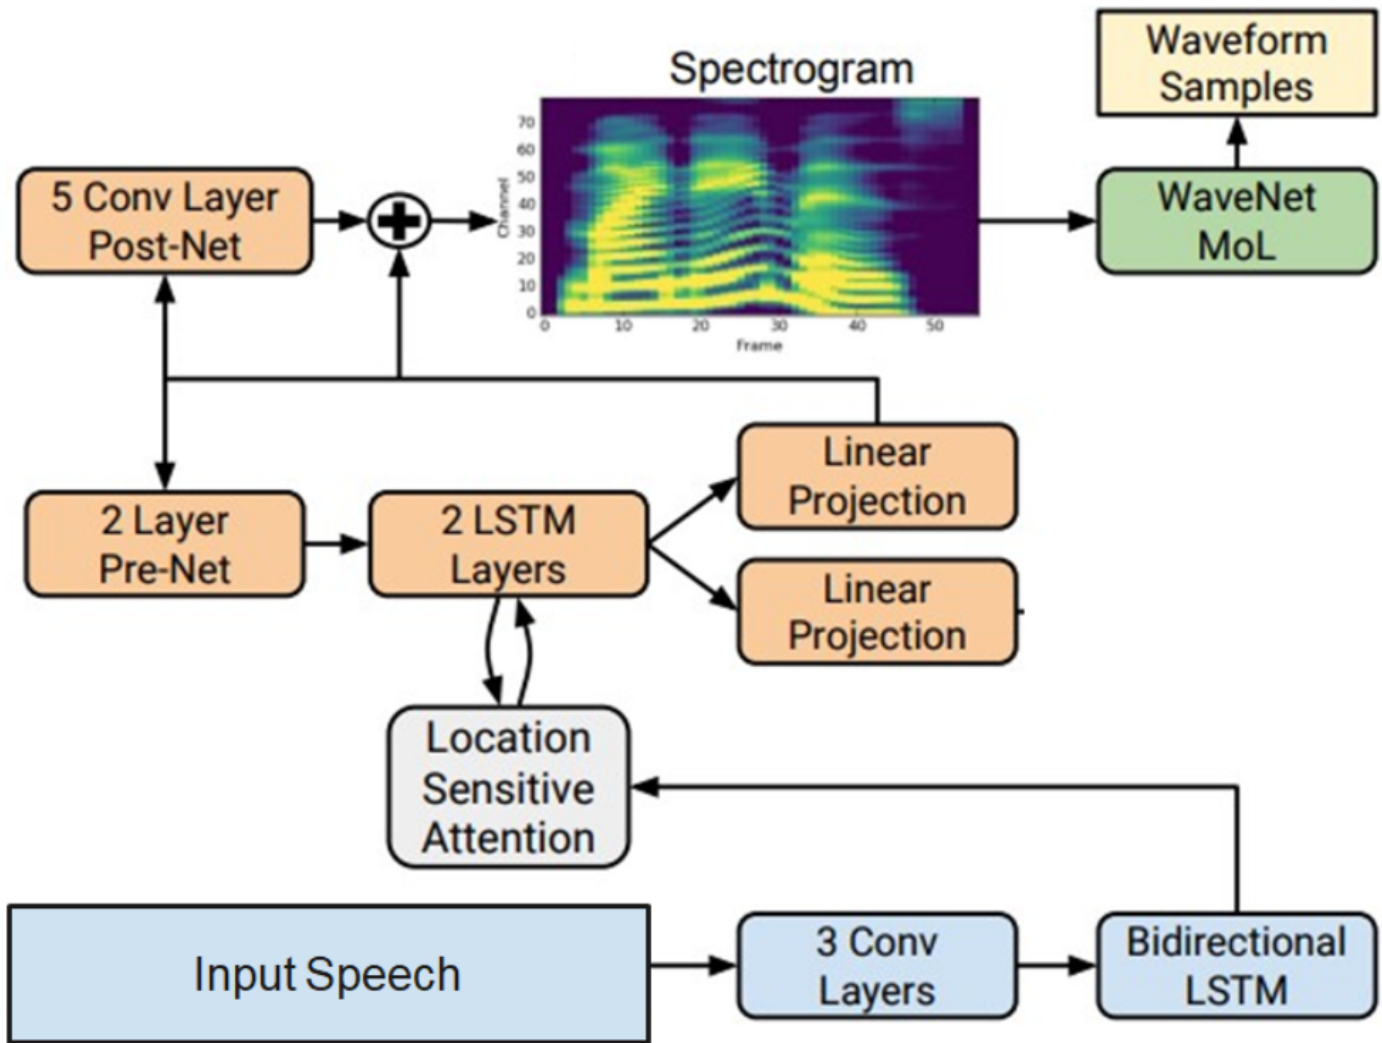 Waveform
Samples
Spectrogram
5 Conv Layer
Post-Net
WaveNet
MoL
Channel
70
60
50
40
30
20
10
0
0 10 20 30 40 50
Frame
Linear
Projection
2 Layer
Pre-Net
2 LSTM
Layers
Linear
Projection
Location
Sensitive
Attention
Input Speech
3 Conv
Layers
Bidirectional
LSTM